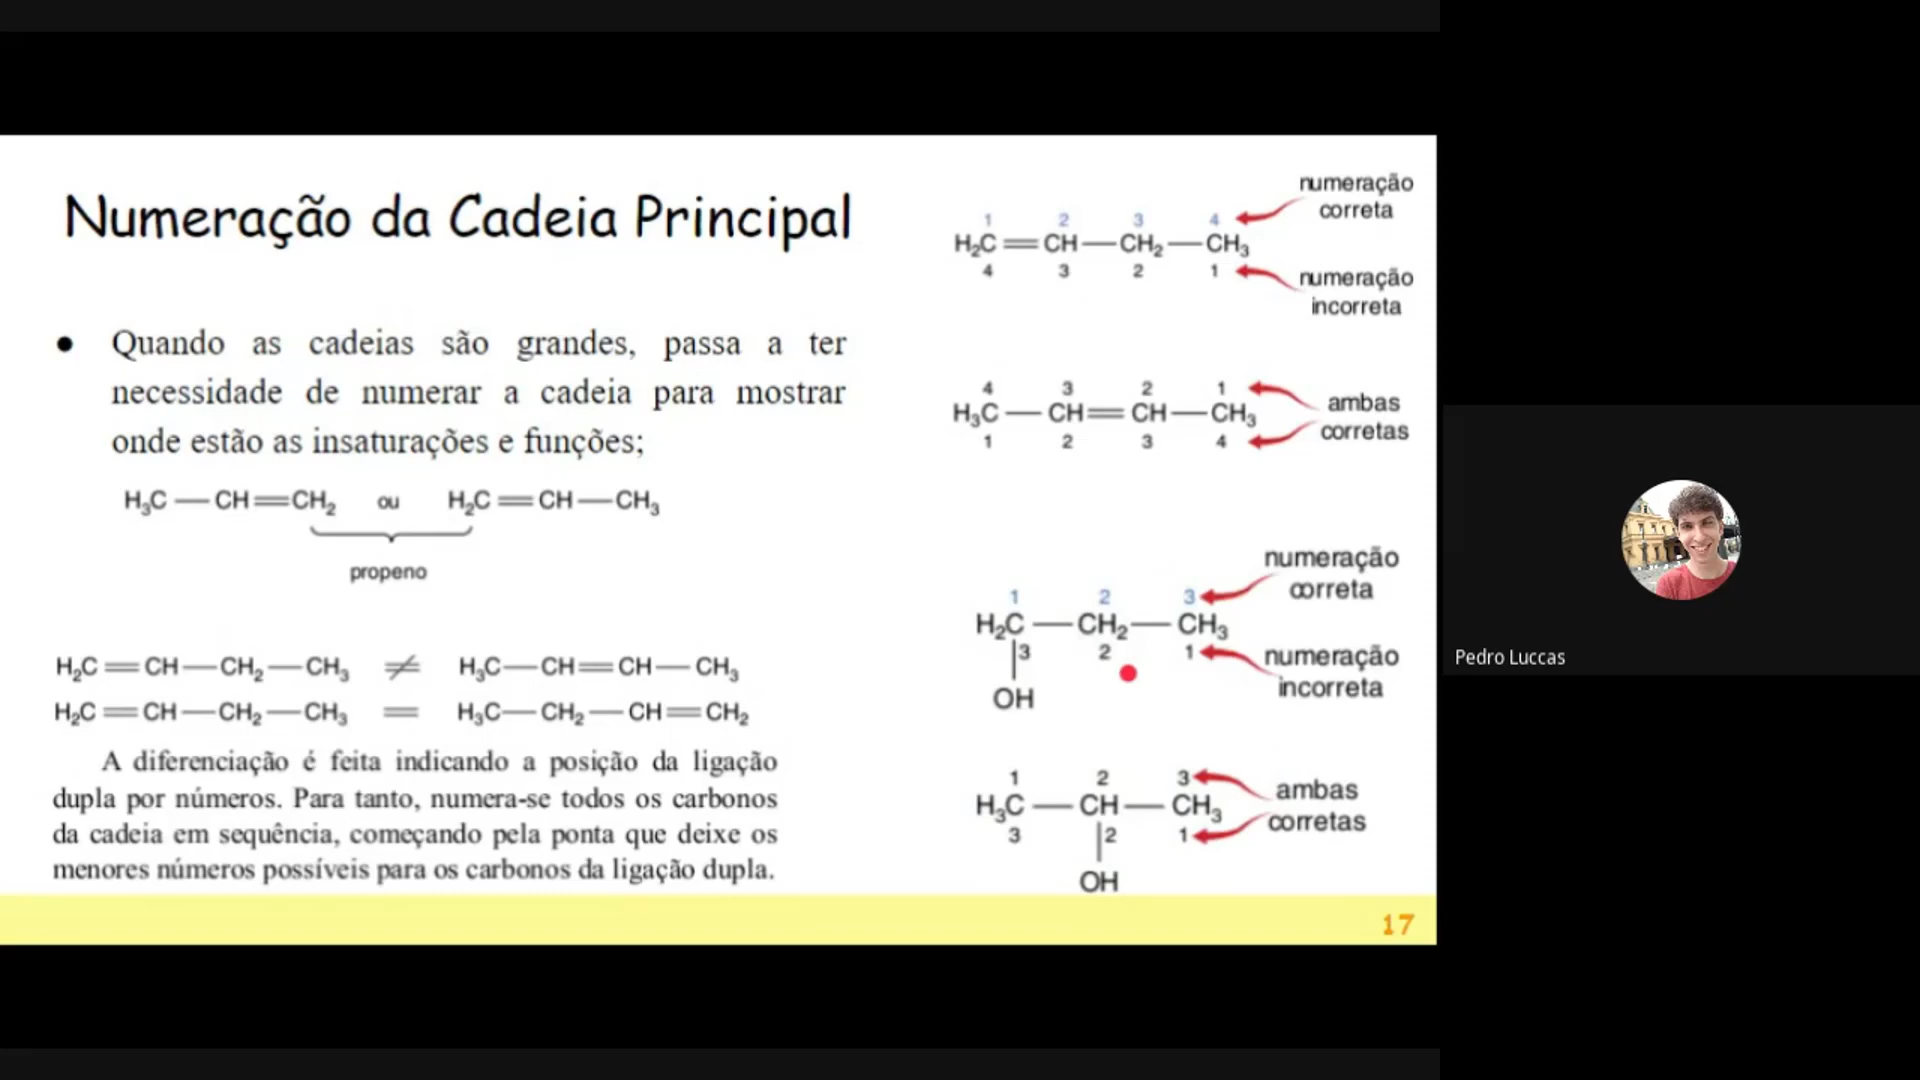 Numeração da Cadeia Principal
● Quando as cadeias são grandes, passa a ter
necessidade de numerar a cadeia para mostrar
onde estão as insaturações e funções;
H₃C — CH═CH₂ ou H₂C═CH—CH₃
propeno
H₂C═CH—CH₂—CH₃ ≠ H₃C—CH═CH—CH₃
H₂C═CH—CH₂—CH₃ = H₃C—CH₂—CH═CH₂
A diferenciação é feita indicando a posição da ligação
dupla por números. Para tanto, numera-se todos os carbonos
da cadeia em sequência, começando pela ponta que deixe os
menores números possíveis para os carbonos da ligação dupla.
numeração
correta
1 2 3 4
H₂C═CH—CH₂—CH₃
4 3 2 1
numeração
incorreta
4 3 2 1
H₃C—CH═CH—CH₃
1 2 3 4
ambas
corretas
numeração
correta
1 2 3
H₂C—CH₂—CH₃
3 2 1
OH
numeração
incorreta
1 2 3
H₃C—CH—CH₃
3 2 1
OH
ambas
corretas
17
Pedro Luccas